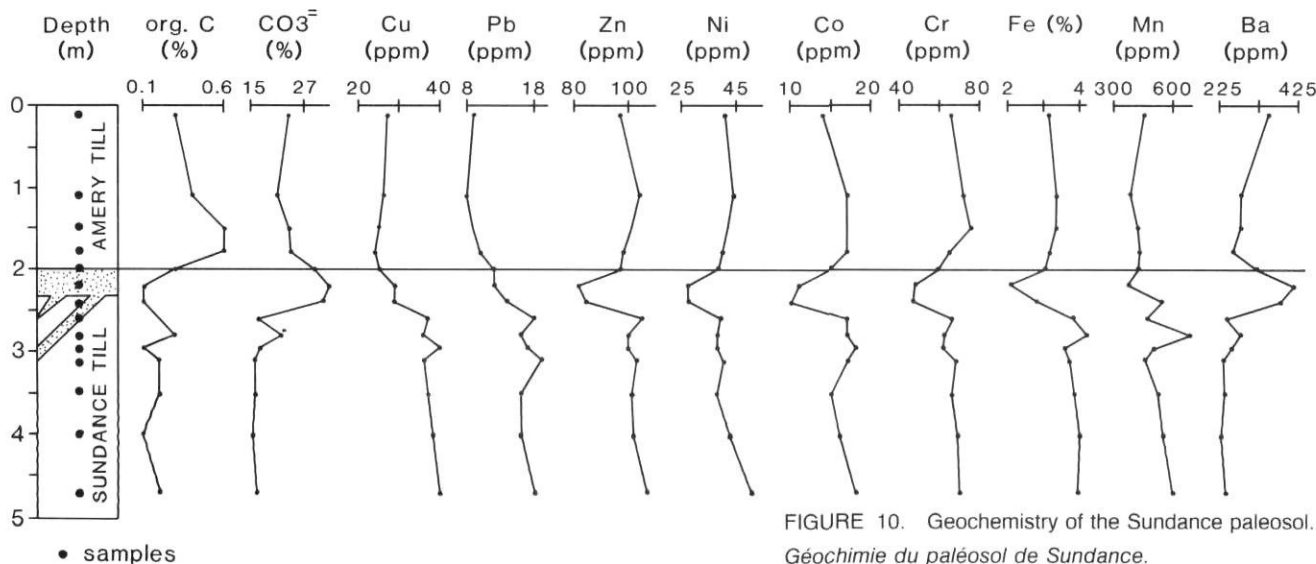 Depth org. C CO3= Cu Pb Zn Ni Co Cr Fe (%) Mn Ba
(m) (%) (%) (ppm) (ppm) (ppm) (ppm) (ppm) (ppm) ppm) (ppm)
0.1 0.6 15 27 20 40 8 18 80 100 25 45 10 20 40 80 2 4 300 600 225 425
0
1
2
3
4
5
AMERY TILL
SUNDANCE TILL
• samples
FIGURE 10. Geochemistry of the Sundance paleosol.
Géochimie du paléosol de Sundance.